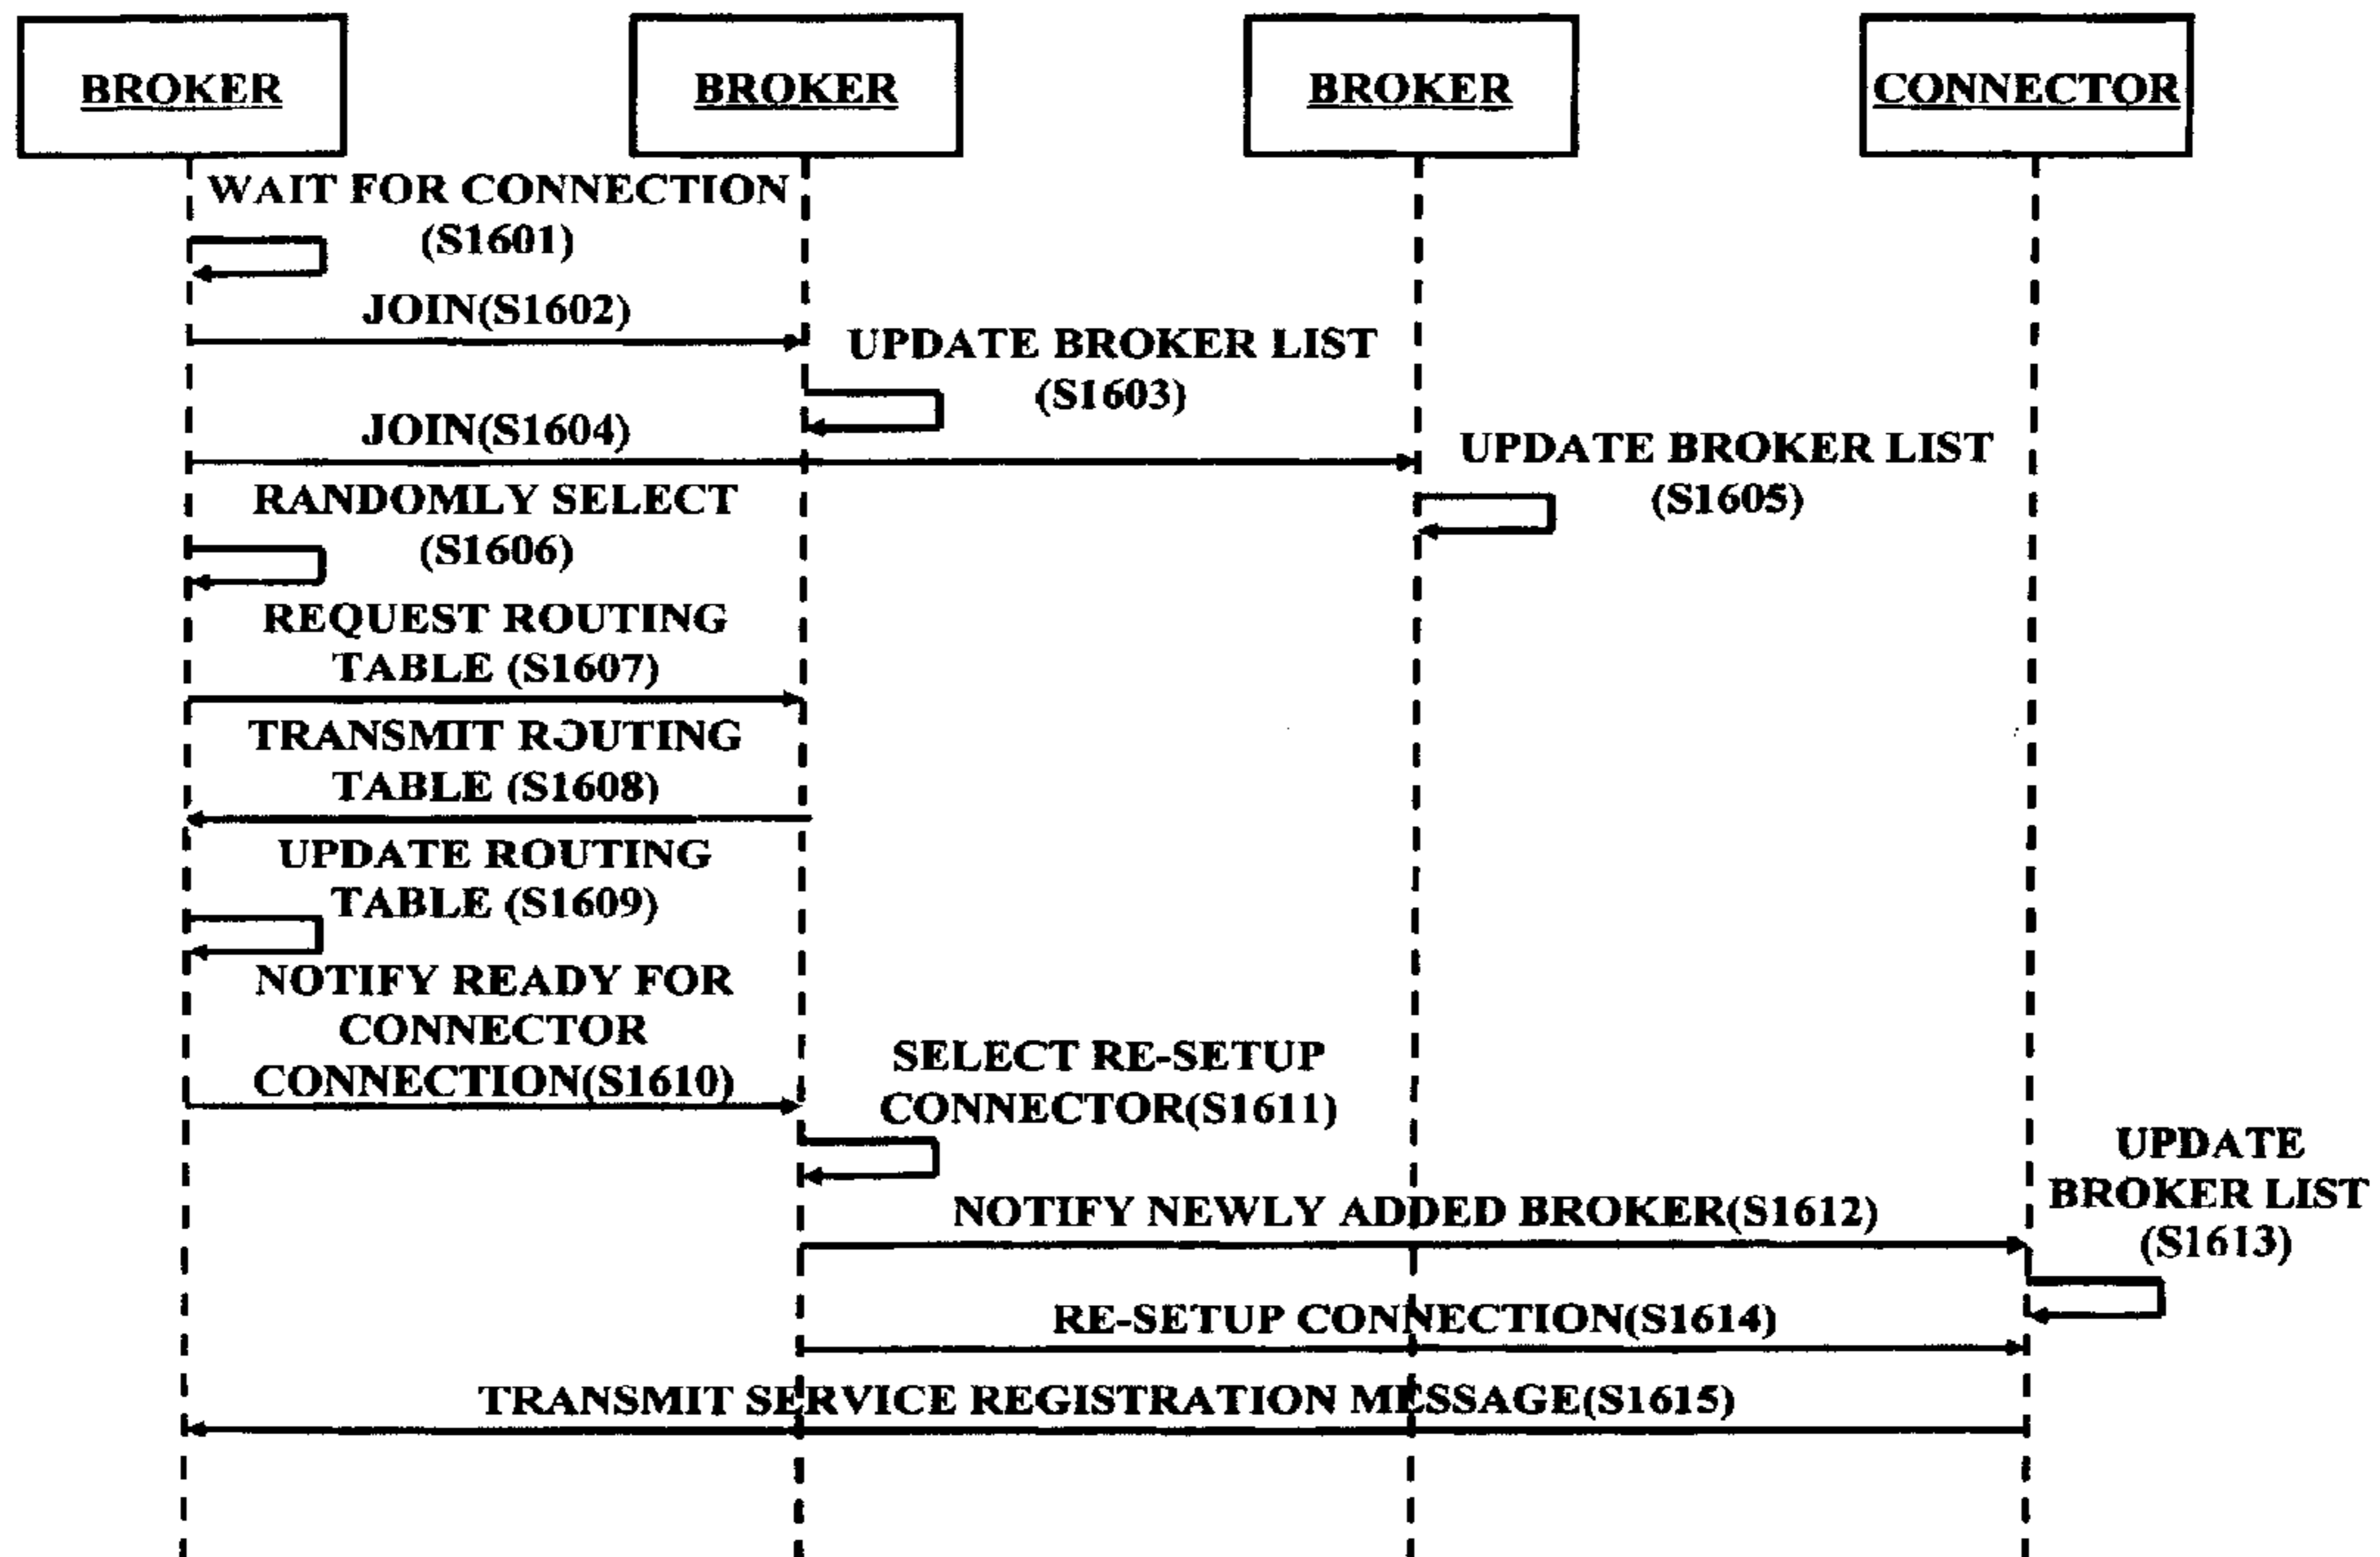 BROKER
BROKER
BROKER
CONNECTOR
WAIT FOR CONNECTION
(S1601)
JOIN(S1602)
UPDATE BROKER LIST
(S1603)
JOIN(S1604)
UPDATE BROKER LIST
(S1605)
RANDOMLY SELECT
(S1606)
REQUEST ROUTING
TABLE (S1607)
TRANSMIT ROUTING
TABLE (S1608)
UPDATE ROUTING
TABLE (S1609)
NOTIFY READY FOR
CONNECTOR
CONNECTION(S1610)
SELECT RE-SETUP
CONNECTOR(S1611)
NOTIFY NEWLY ADDED BROKER(S1612)
UPDATE
BROKER LIST
(S1613)
RE-SETUP CONNECTION(S1614)
TRANSMIT SERVICE REGISTRATION MESSAGE(S1615)